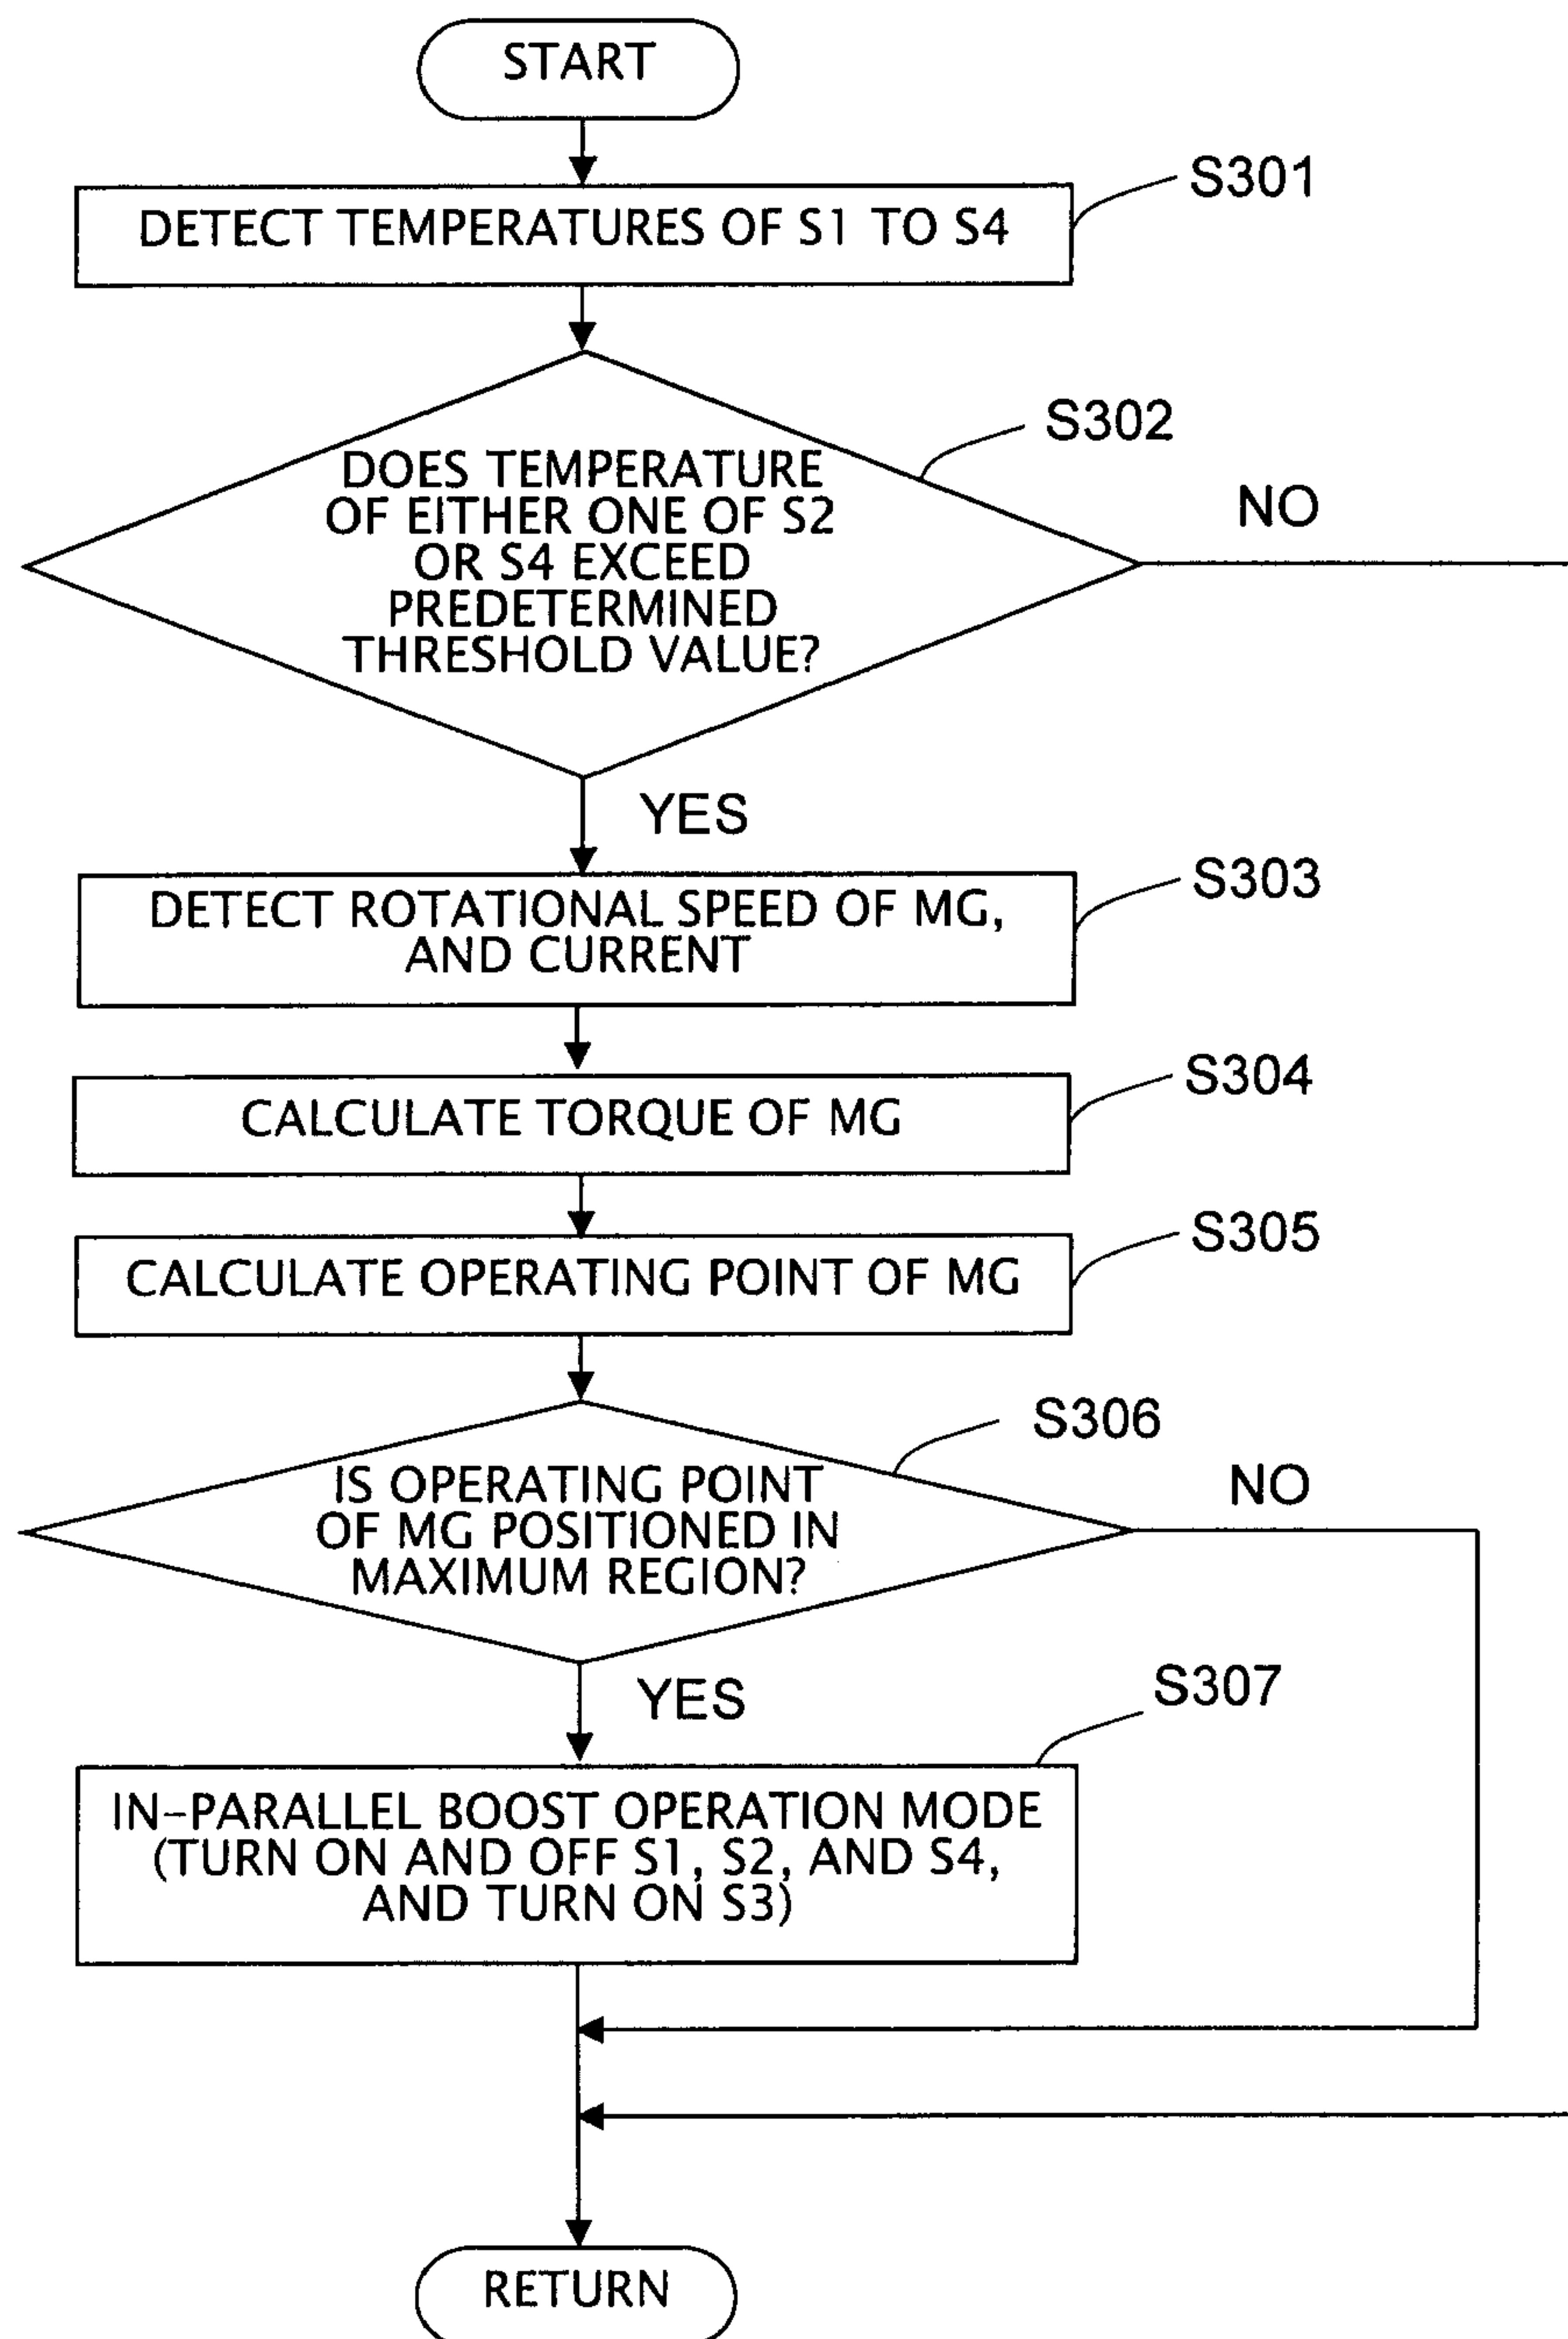 START
S301
DETECT TEMPERATURES OF S1 TO S4
S302
DOES TEMPERATURE
OF EITHER ONE OF S2
OR S4 EXCEED
PREDETERMINED
THRESHOLD VALUE?
NO
YES
S303
DETECT ROTATIONAL SPEED OF MG,
AND CURRENT
S304
CALCULATE TORQUE OF MG
S305
CALCULATE OPERATING POINT OF MG
S306
IS OPERATING POINT
OF MG POSITIONED IN
MAXIMUM REGION?
NO
YES
S307
IN-PARALLEL BOOST OPERATION MODE
(TURN ON AND OFF S1, S2, AND S4,
AND TURN ON S3)
RETURN